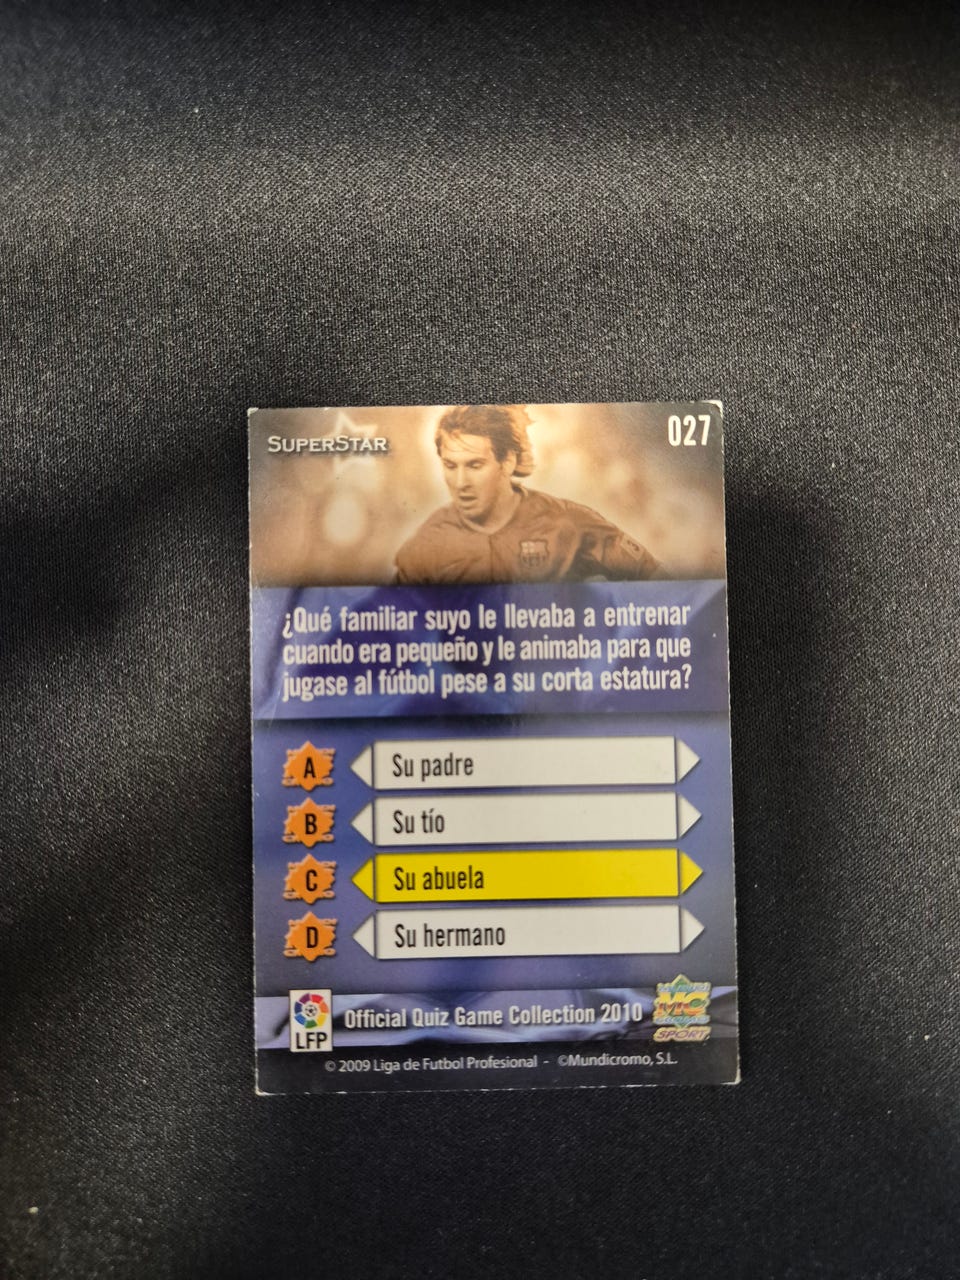 SUPERSTAR
027
¿Qué familiar suyo le llevaba a entrenar
cuando era pequeño y le animaba para que
jugase al fútbol pese a su corta estatura?
A Su padre
B Su tío
C Su abuela
D Su hermano
LFP
Official Quiz Game Collection 2010
MC
SPORT
© 2009 Liga de Futbol Profesional - ©Mundicromo, S.L.